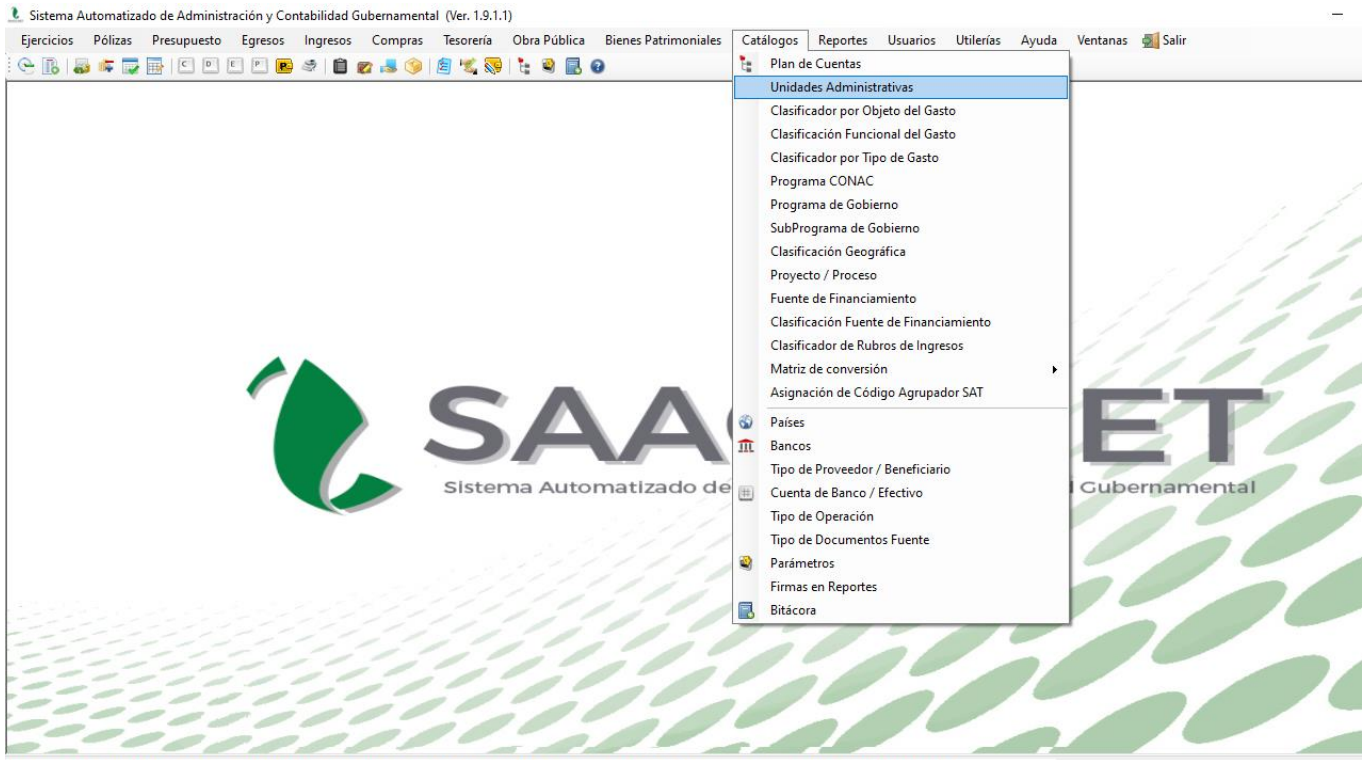 Sistema Automatizado de Administración y Contabilidad Gubernamental (Ver. 1.9.1.1)
Ejercicios Pólizas Presupuesto Egresos Ingresos Compras Tesorería Obra Pública Bienes Patrimoniales Catálogos Reportes Usuarios Utilerías Ayuda Ventanas Salir
C D E P
Plan de Cuentas
Unidades Administrativas
Clasificador por Objeto del Gasto
Clasificación Funcional del Gasto
Clasificador por Tipo de Gasto
Programa CONAC
Programa de Gobierno
SubPrograma de Gobierno
Clasificación Geográfica
Proyecto / Proceso
Fuente de Financiamiento
Clasificación Fuente de Financiamiento
Clasificador de Rubros de Ingresos
Matriz de conversión
Asignación de Código Agrupador SAT
Países
Bancos
Tipo de Proveedor / Beneficiario
Cuenta de Banco / Efectivo
Tipo de Operación
Tipo de Documentos Fuente
Parámetros
Firmas en Reportes
Bitácora
SAA ET
Sistema Automatizado de Gubernamental